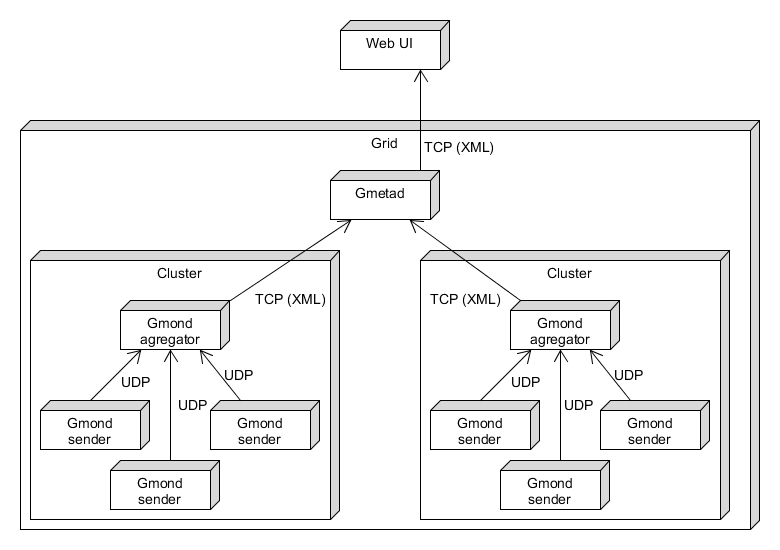 Web UI
Grid
TCP (XML)
Gmetad
Cluster
Cluster
TCP (XML)
TCP (XML)
Gmond
agregator
Gmond
agregator
UDP
UDP
UDP
UDP
UDP
UDP
Gmond
sender
Gmond
sender
Gmond
sender
Gmond
sender
Gmond
sender
Gmond
sender